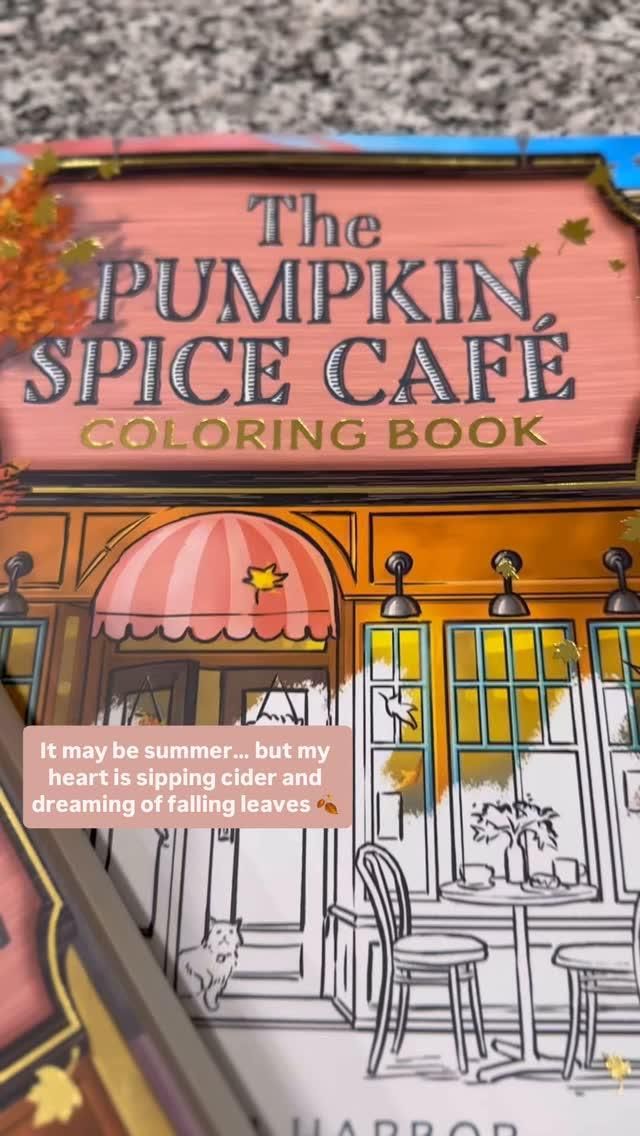 The
PUMPKIN
SPICE CAFÉ
COLORING BOOK
It may be summer... but my
heart is sipping cider and
dreaming of falling leaves 🍂
HARBOR